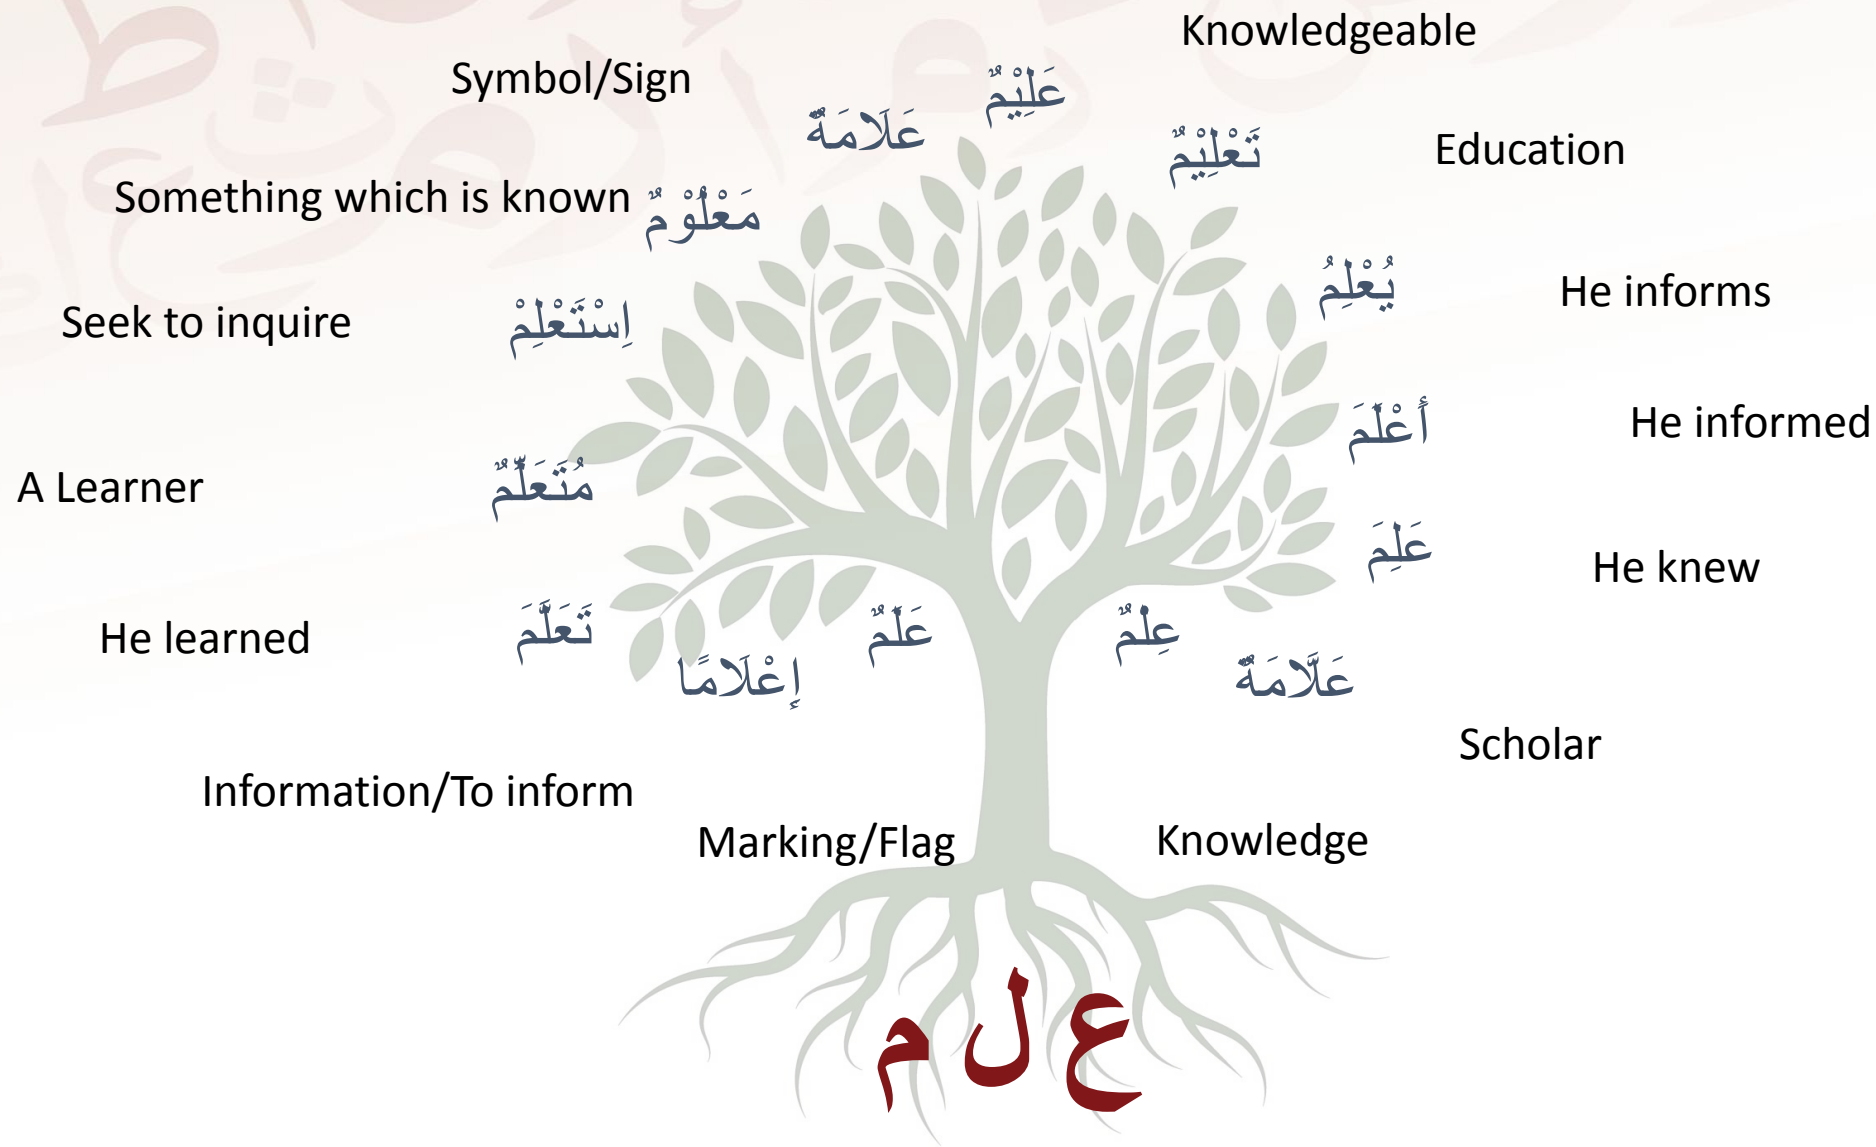 Knowledgeable
عَلِيْمٌ
Symbol/Sign
عَلَامَةٌ
Education
تَعْلِيْمٌ
Something which is known
مَعْلُوْمٌ
He informs
يُعْلِمُ
Seek to inquire
اِسْتَعْلِمْ
He informed
أَعْلَمَ
A Learner
مُتَعَلِّمٌ
He knew
عَلِمَ
He learned
تَعَلَّمَ
عَلَمٌ
عِلْمٌ
إِعْلَامًا
عَلَّامَةٌ
Scholar
Information/To inform
Marking/Flag
Knowledge
ع ل م